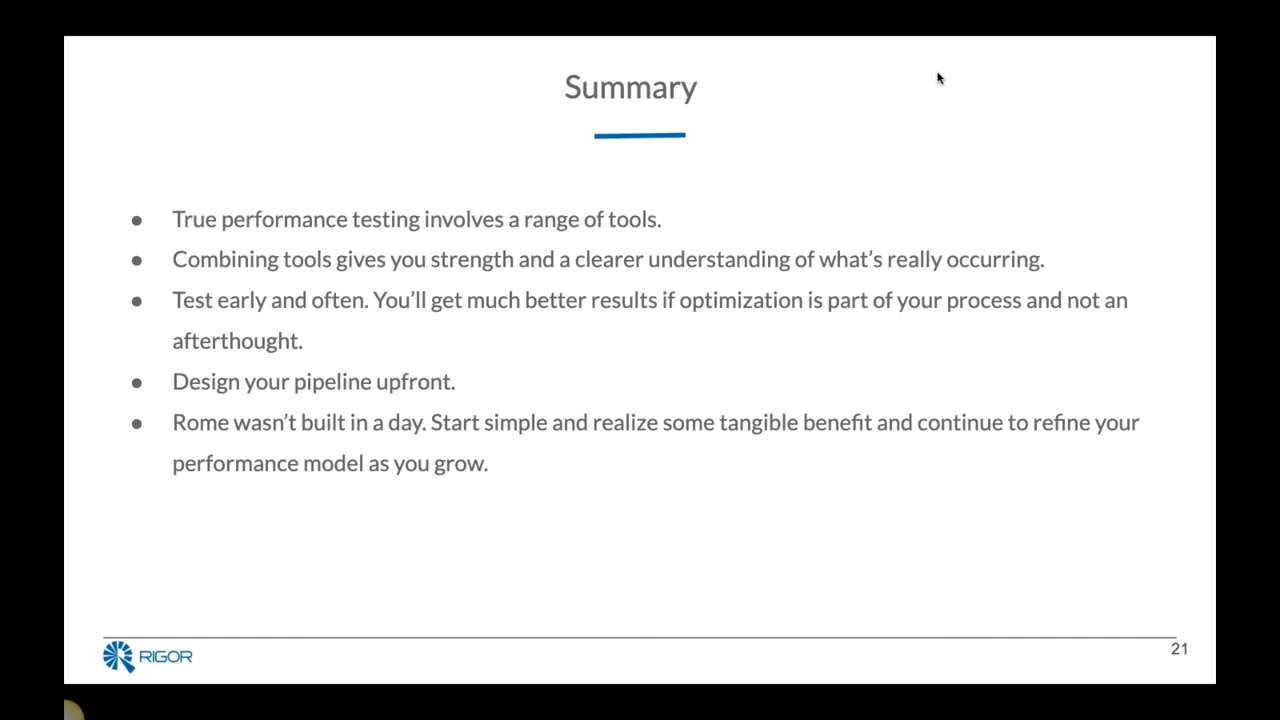 Summary
● True performance testing involves a range of tools.
● Combining tools gives you strength and a clearer understanding of what’s really occurring.
● Test early and often. You’ll get much better results if optimization is part of your process and not an
afterthought.
● Design your pipeline upfront.
● Rome wasn’t built in a day. Start simple and realize some tangible benefit and continue to refine your
performance model as you grow.
RIGOR
21